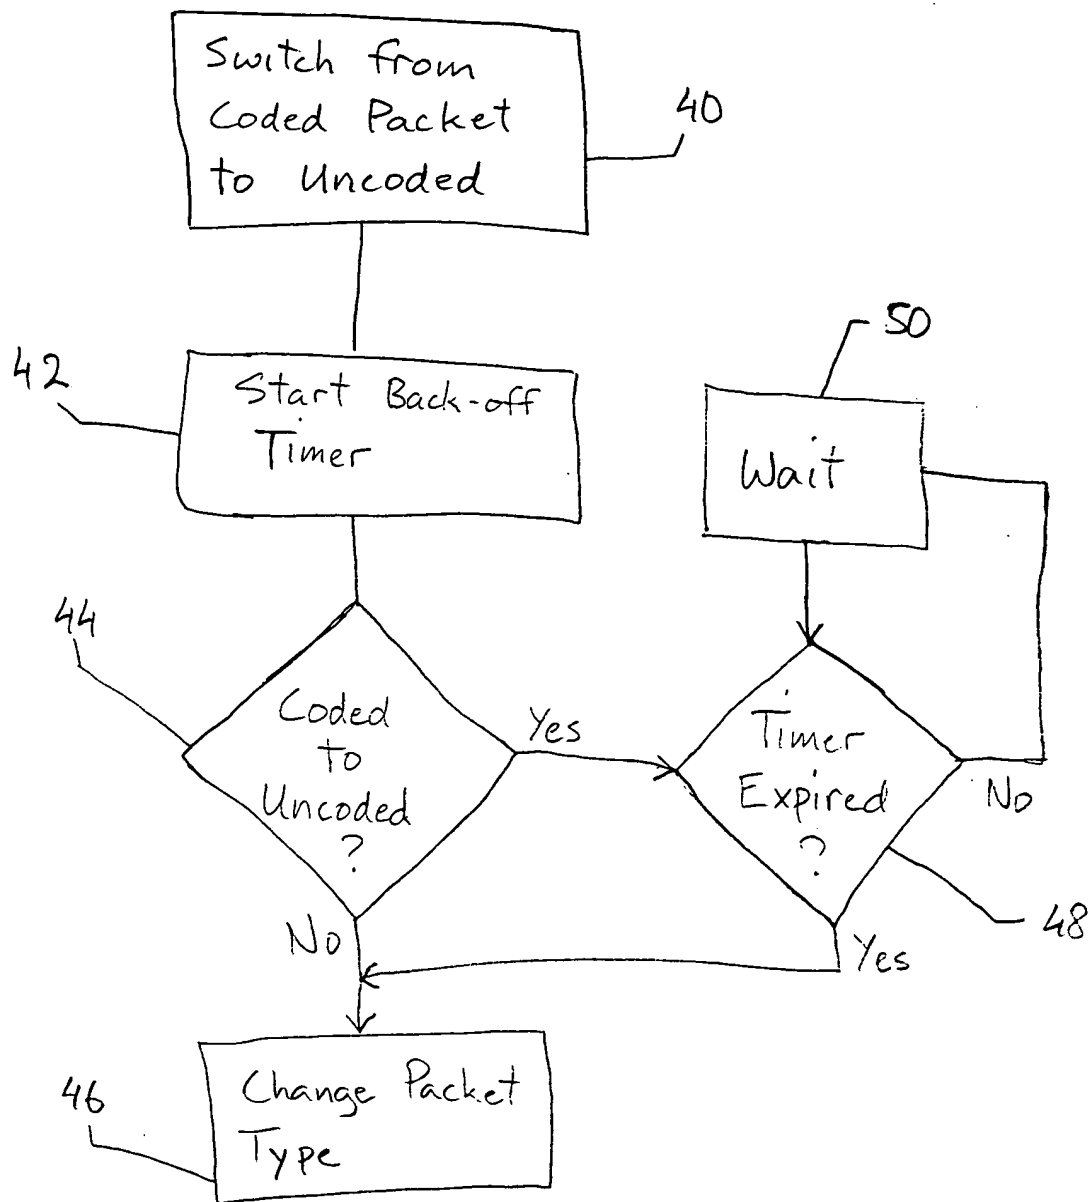 Switch from
Coded Packet
to Uncoded
40
42
Start Back-off
Timer
50
Wait
44
Coded
to
Uncoded
?
Yes
Timer
Expired
?
No
48
No
Yes
46
Change Packet
Type